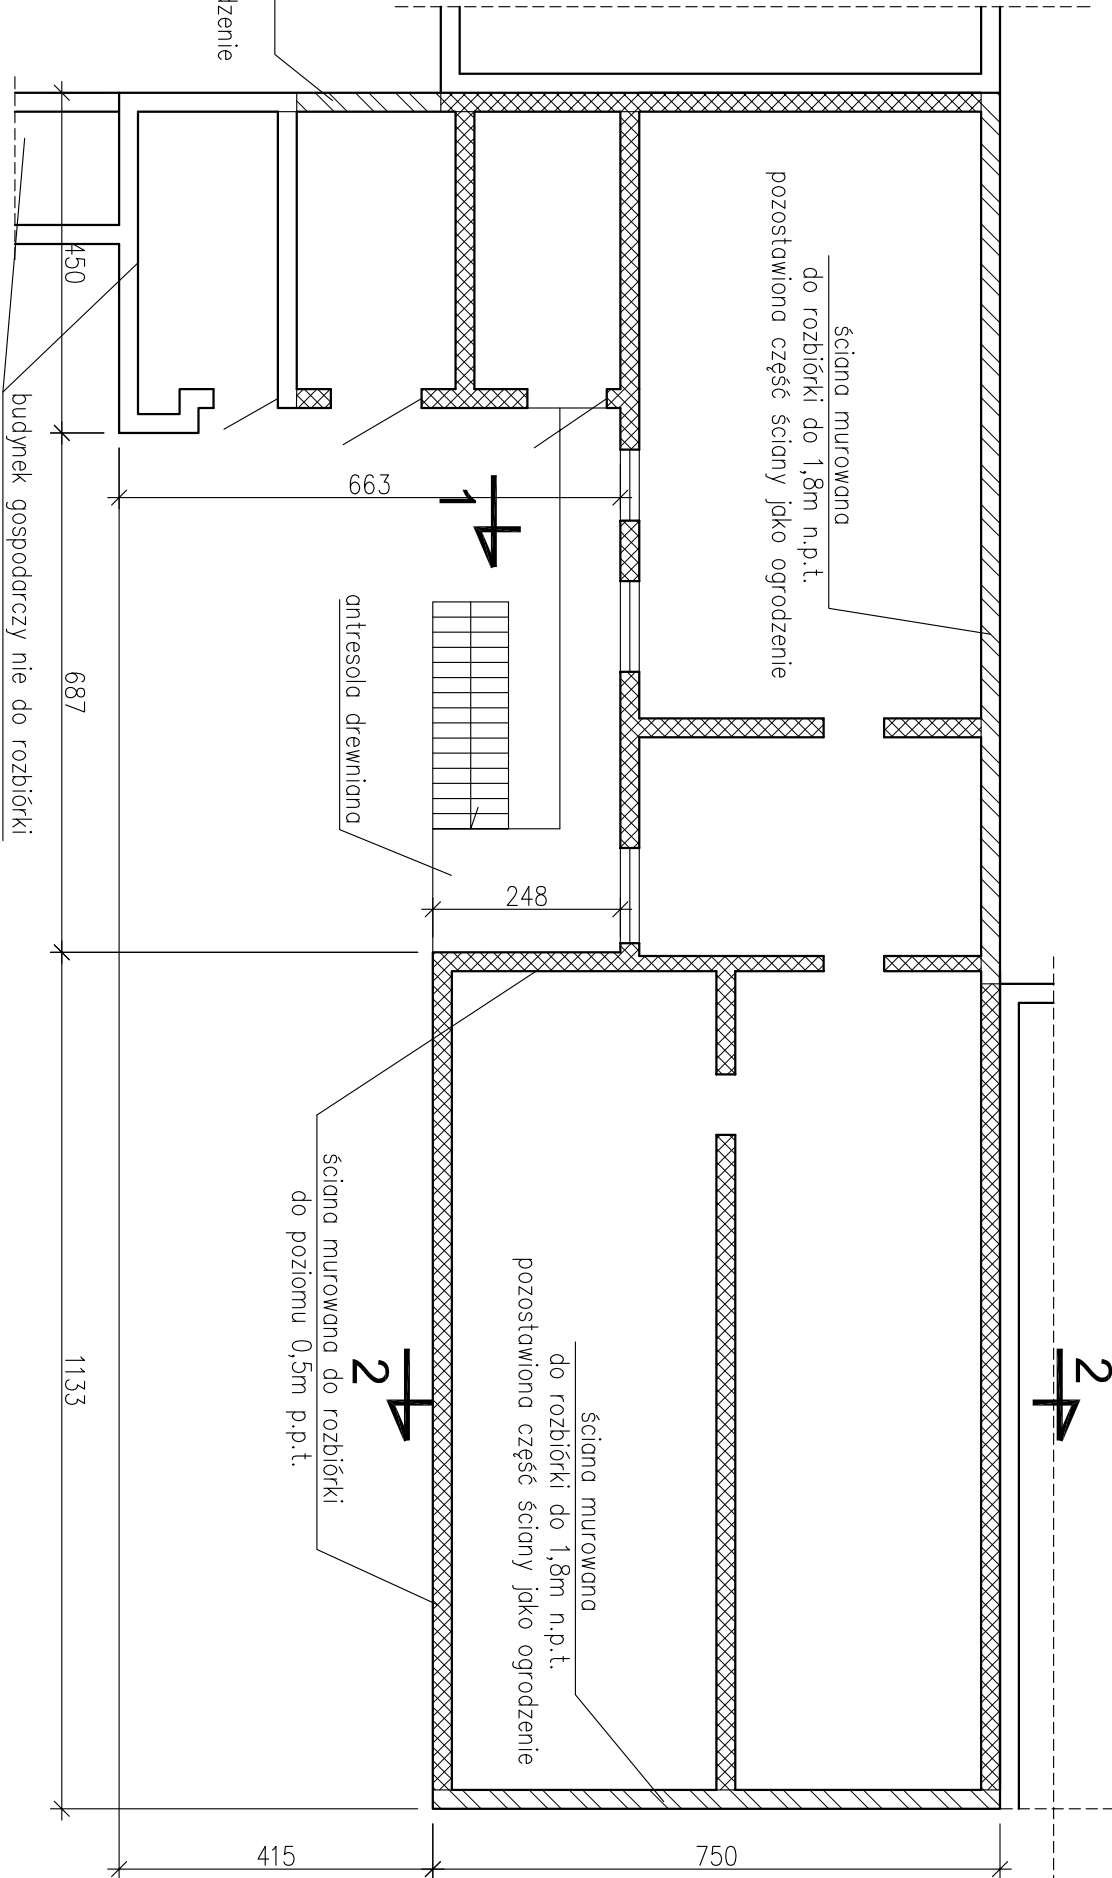 dzenie
ściana murowana
do rozbiórki do 1,8m n.p.t.
pozostawiona część ściany jako ogrodzenie
450
663
1
budynek gospodarczy nie do rozbiórki
687
antresola drewniana
248
ściana murowana do rozbiórki
do poziomu 0,5m p.p.t.
2
2
1133
ściana murowana
do rozbiórki do 1,8m n.p.t.
pozostawiona część ściany jako ogrodzenie
415
750